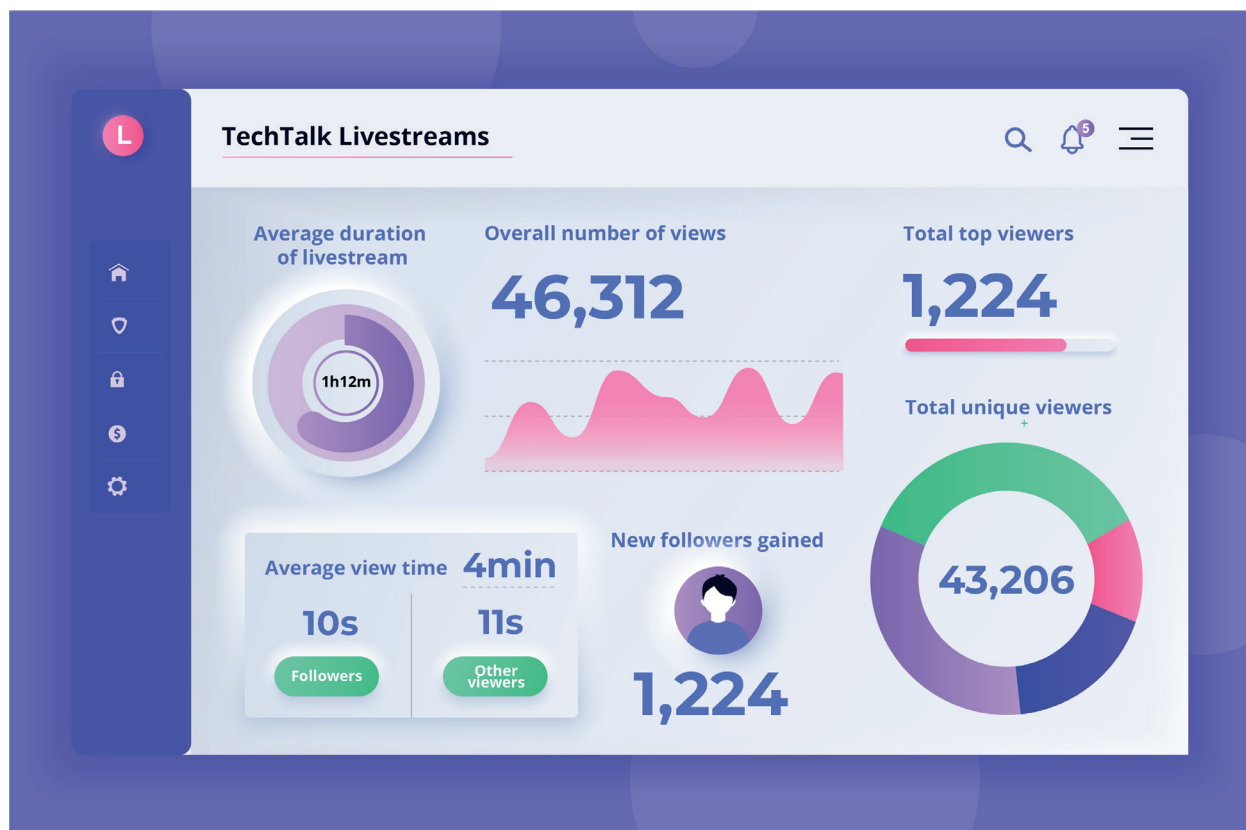 L
TechTalk Livestreams
5
Average duration
of livestream
1h12m
Overall number of views
46,312
Total top viewers
1,224
Total unique viewers
+
43,206
Average view time 4min
10s
Followers
11s
Other
viewers
New followers gained
1,224
$